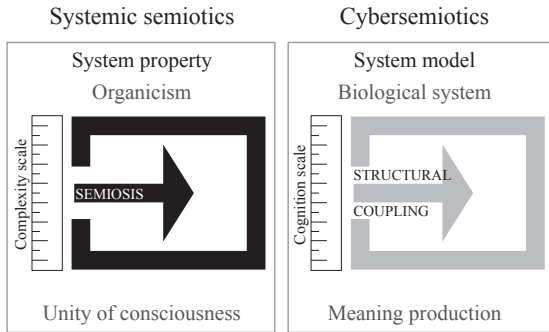 Systemic semiotics
System property
Organicism
Complexity scale
SEMIOSIS
Unity of consciousness
Cybersemiotics
System model
Biological system
Cognition scale
STRUCTURAL
COUPLING
Meaning production